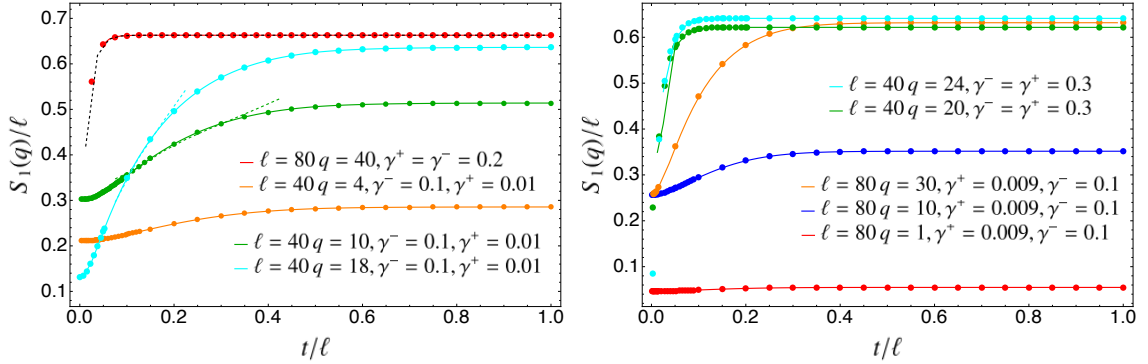 S₁(q)/ℓ
0.7
0.6
0.5
0.4
0.3
0.2
0.1
ℓ = 80 q = 40, γ⁺ = γ⁻ = 0.2
ℓ = 40 q = 4, γ⁻ = 0.1, γ⁺ = 0.01
ℓ = 40 q = 10, γ⁻ = 0.1, γ⁺ = 0.01
ℓ = 40 q = 18, γ⁻ = 0.1, γ⁺ = 0.01
0.0 0.2 0.4 0.6 0.8 1.0
t/ℓ
S₁(q)/ℓ
0.6
0.5
0.4
0.3
0.2
0.1
ℓ = 40 q = 24, γ⁻ = γ⁺ = 0.3
ℓ = 40 q = 20, γ⁻ = γ⁺ = 0.3
ℓ = 80 q = 30, γ⁺ = 0.009, γ⁻ = 0.1
ℓ = 80 q = 10, γ⁺ = 0.009, γ⁻ = 0.1
ℓ = 80 q = 1, γ⁺ = 0.009, γ⁻ = 0.1
0.0 0.2 0.4 0.6 0.8 1.0
t/ℓ